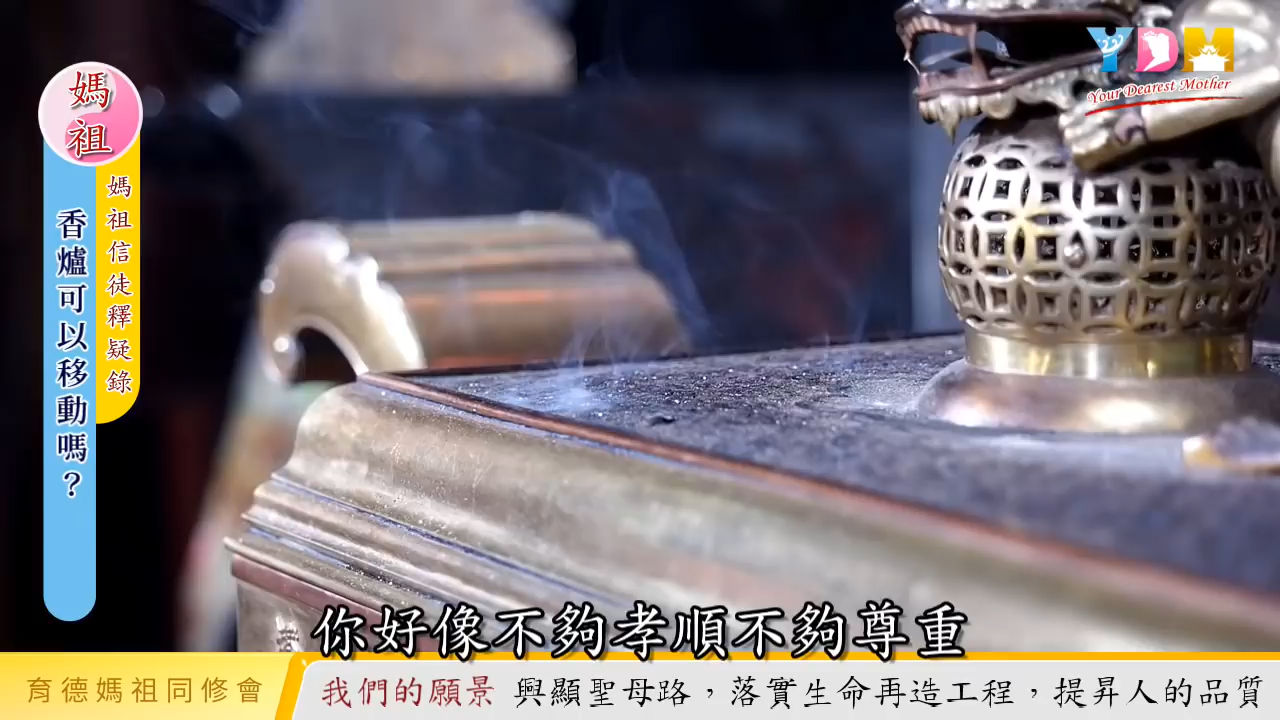 媽祖
媽祖信徒釋疑錄
香爐可以移動嗎？
YDM
Your Dearest Mother
你好像不夠孝順不夠尊重
育德媽祖同修會
我們的願景 興顯聖母路，落實生命再造工程，提昇人的品質